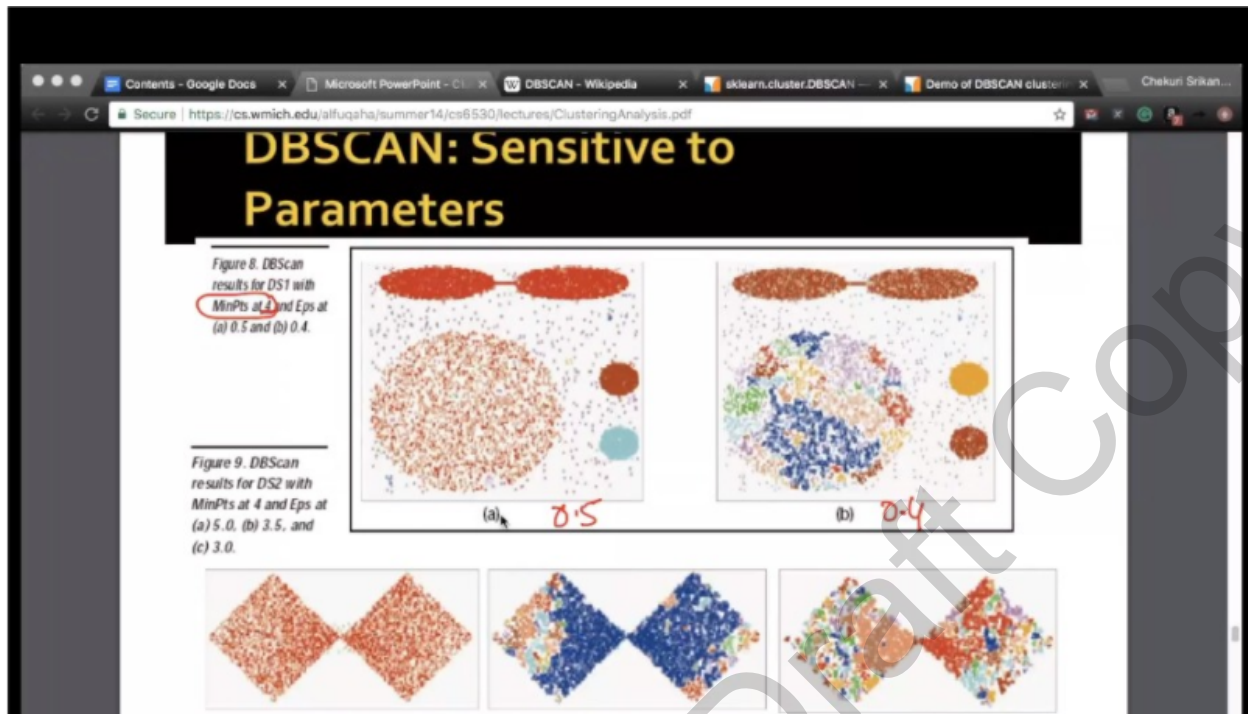 Contents - Google Docs
Microsoft PowerPoint - Cl
DBSCAN - Wikipedia
sklearn.cluster.DBSCAN —
Demo of DBSCAN clusterin
Chekuri Srikan...
Secure | https://cs.wmich.edu/alfuqaha/summer14/cs6530/lectures/ClusteringAnalysis.pdf
DBSCAN: Sensitive to
Parameters
Figure 8. DBScan
results for DS1 with
MinPts at 4 and Eps at
(a) 0.5 and (b) 0.4.
(a) 0.5
(b) 0.4
Figure 9. DBScan
results for DS2 with
MinPts at 4 and Eps at
(a) 5.0, (b) 3.5, and
(c) 3.0.
Draft Copy